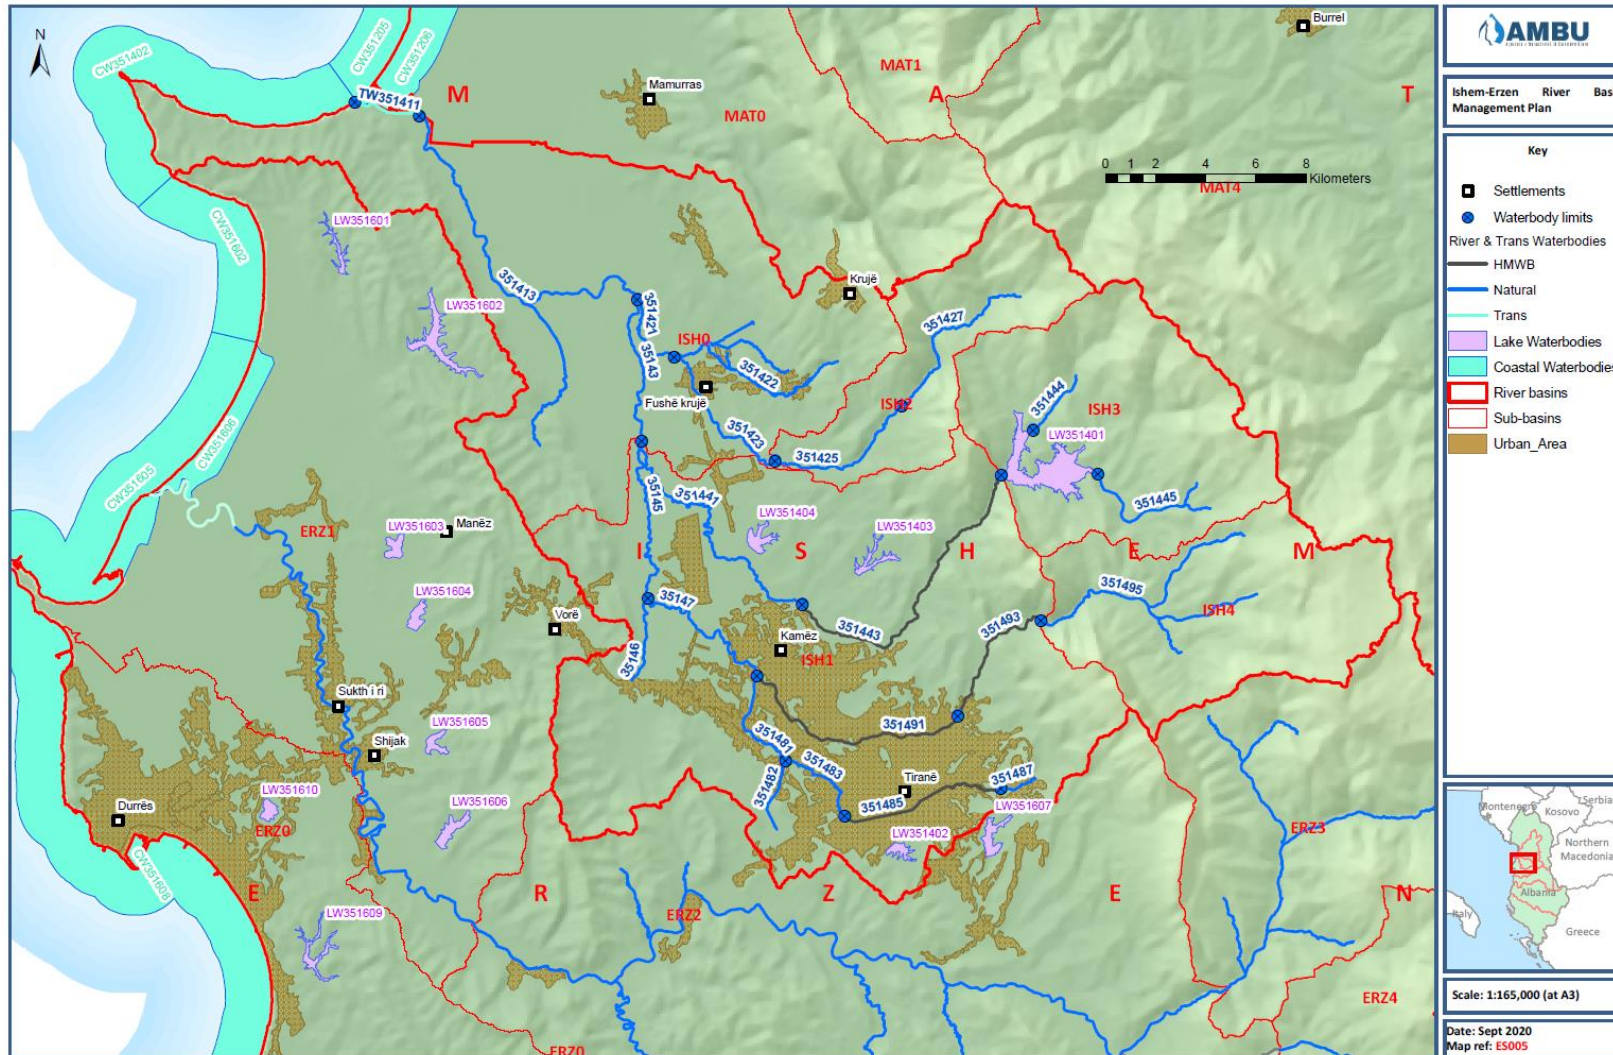 N
CW351402
CW351205
CW351206
TW351411
M
A
T
MAT1
MAT0
MAT4
Burrel
Mamurras
0 1 2 4 6 8
Kilometers
CW351602
LW351601
LW351602
351413
Krujë
351421
35143
ISH0
351422
351427
Fushë krujë
ISH2
351444
ISH3
LW351401
351423
351425
351445
CW351606
CW351605
35145
351441
LW351404
LW351403
ERZ1
LW351603
Manëz
I
S
H
E
M
LW351604
Vorë
35147
35146
Kamëz
ISH1
351443
351493
351495
ISH4
Sukth i ri
Shijak
LW351605
351491
351481
351482
351483
Tiranë
351485
351487
LW351607
LW351402
LW351610
Durrës
ERZ0
LW351606
CW351608
E
R
Z
E
N
ERZ3
LW351609
ERZ2
ERZ4
ERZ0
AMBU
Ishem-Erzen River Bas
Management Plan
Key
Settlements
Waterbody limits
River & Trans Waterbodies
HMWB
Natural
Trans
Lake Waterbodies
Coastal Waterbodies
River basins
Sub-basins
Urban_Area
Montenegro
Serbia
Kosovo
Northern
Macedonia
Albania
Italy
Greece
Scale: 1:165,000 (at A3)
Date: Sept 2020
Map ref: ES005